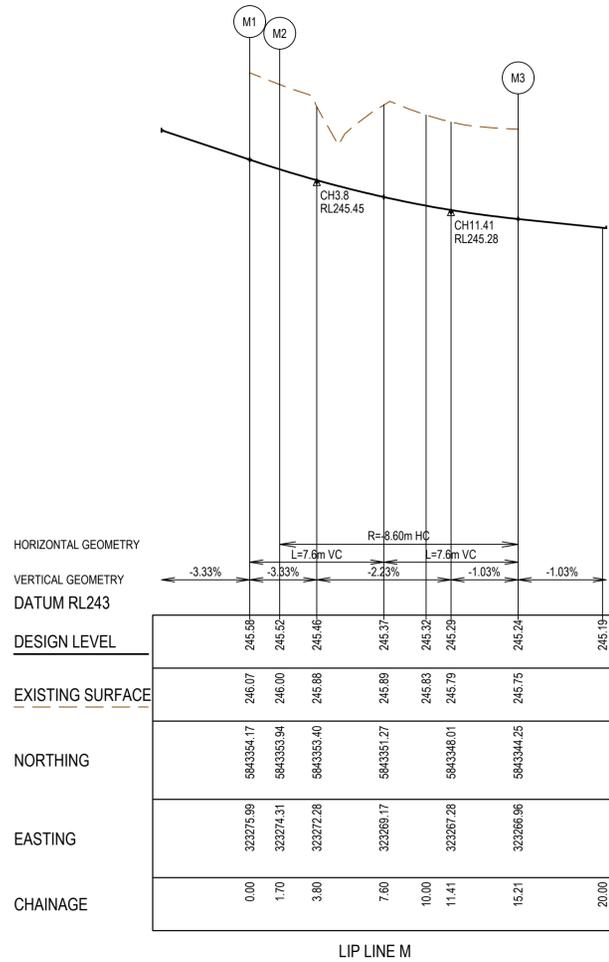 M1
M2
M3
CH3.8
RL245.45
CH11.41
RL245.28
HORIZONTAL GEOMETRY
R=-8.60m HC
L=7.6m VC
L=7.6m VC
VERTICAL GEOMETRY
-3.33%
-3.33%
-2.23%
-1.03%
-1.03%
DATUM RL243
DESIGN LEVEL
245.58
245.52
245.46
245.37
245.32
245.29
245.24
245.19
EXISTING SURFACE
246.07
246.00
245.88
245.89
245.83
245.79
245.75
NORTHING
5843354.17
5843353.94
5843353.40
5843351.27
5843348.01
5843344.25
EASTING
323275.99
323274.31
323272.28
323269.17
323267.28
323266.96
CHAINAGE
0.00
1.70
3.80
7.60
10.00
11.41
15.21
20.00
LIP LINE M